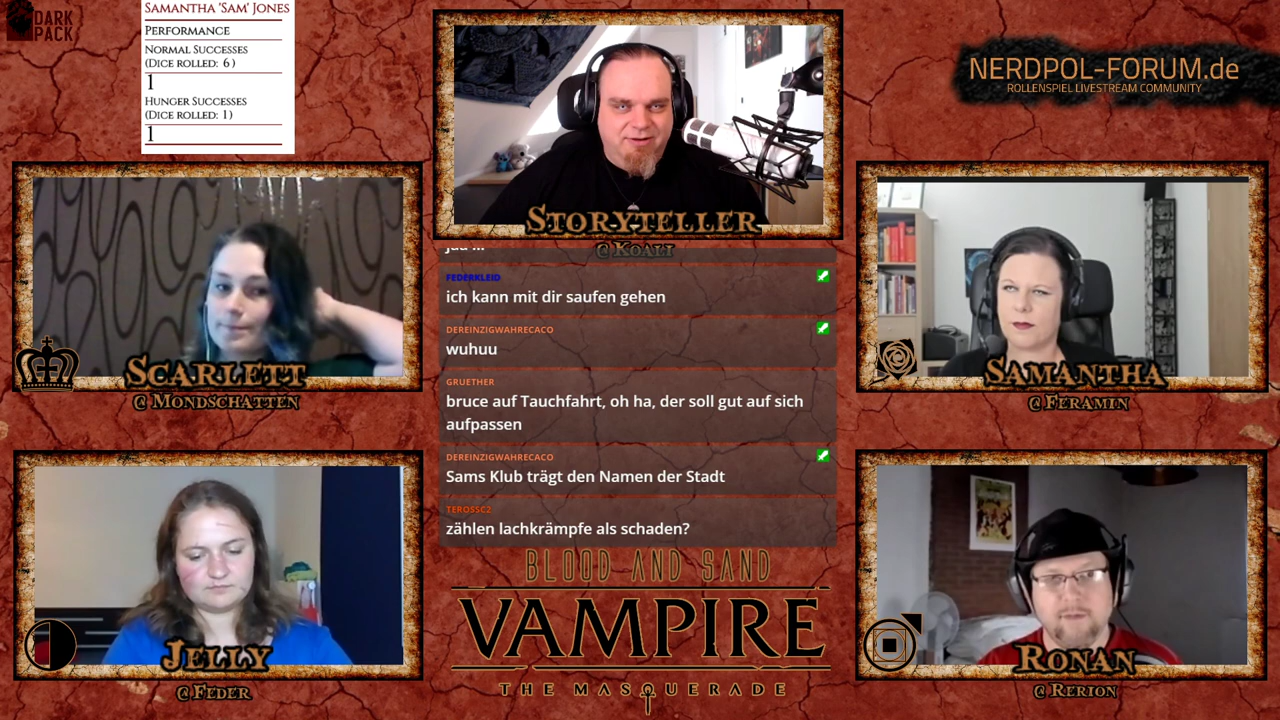 DARK
PACK
Samantha 'Sam' Jones
Performance
Normal Successes
(Dice rolled: 6 )
1
Hunger Successes
(Dice rolled: 1)
1
NERDPOL-FORUM.de
ROLLENSPIEL LIVESTREAM COMMUNITY
Storyteller
@ Koali
FEDERKLEID
ich kann mit dir saufen gehen
DEREINZIGWAHRECACO
wuhuu
GRUETHER
bruce auf Tauchfahrt, oh ha, der soll gut auf sich
aufpassen
DEREINZIGWAHRECACO
Sams Klub trägt den Namen der Stadt
TEROSSC2
zählen lachkrämpfe als schaden?
Scarlett
@ Mondschatten
Samantha
@ Feramin
Jelly
@ Feder
Ronan
@ Rerion
BLOOD AND SAND
VAMPIRE
THE MASQUERADE